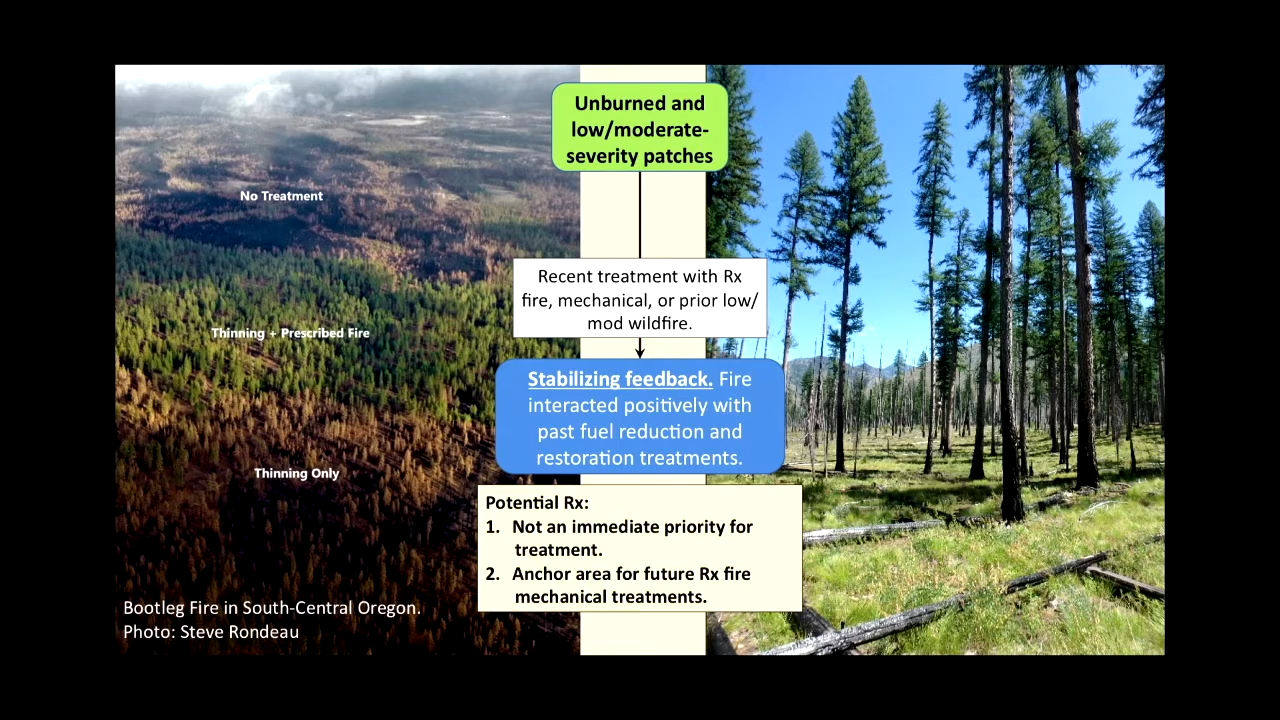 Unburned and
low/moderate-
severity patches
No Treatment
Recent treatment with Rx
fire, mechanical, or prior low/
mod wildfire.
Thinning + Prescribed Fire
Stabilizing feedback. Fire
interacted positively with
past fuel reduction and
restoration treatments.
Thinning Only
Potential Rx:
1. Not an immediate priority for
treatment.
2. Anchor area for future Rx fire
mechanical treatments.
Bootleg Fire in South-Central Oregon.
Photo: Steve Rondeau